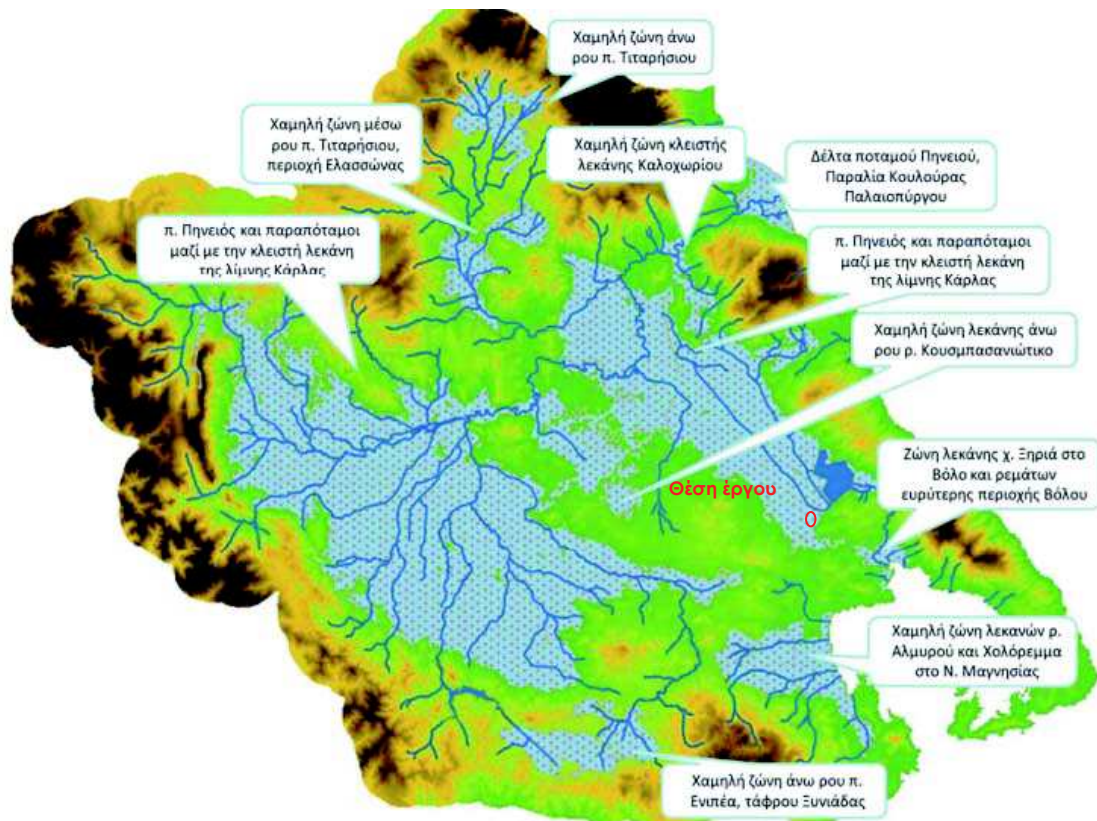 Χαμηλή ζώνη άνω
ρου π. Τιταρήσιου
Χαμηλή ζώνη μέσω
ρου π. Τιταρήσιου,
περιοχή Ελασσώνας
Χαμηλή ζώνη κλειστής
λεκάνης Καλοχωρίου
Δέλτα ποταμού Πηνειού,
Παραλία Κουλούρας
Παλαιοπύργου
π. Πηνειός και παραπόταμοι
μαζί με την κλειστή λεκάνη
της λίμνης Κάρλας
π. Πηνειός και παραπόταμοι
μαζί με την κλειστή λεκάνη
της λίμνης Κάρλας
Χαμηλή ζώνη λεκάνης άνω
ρου ρ. Κουσμπασανιώτικο
Θέση έργου
Ζώνη λεκάνης χ. Ξηριά στο
Βόλο και ρεμάτων
ευρύτερης περιοχής Βόλου
Χαμηλή ζώνη λεκανών ρ.
Αλμυρού και Χολόρεμμα
στο Ν. Μαγνησίας
Χαμηλή ζώνη άνω ρου π.
Ενιπέα, τάφρου Ξυνιάδας